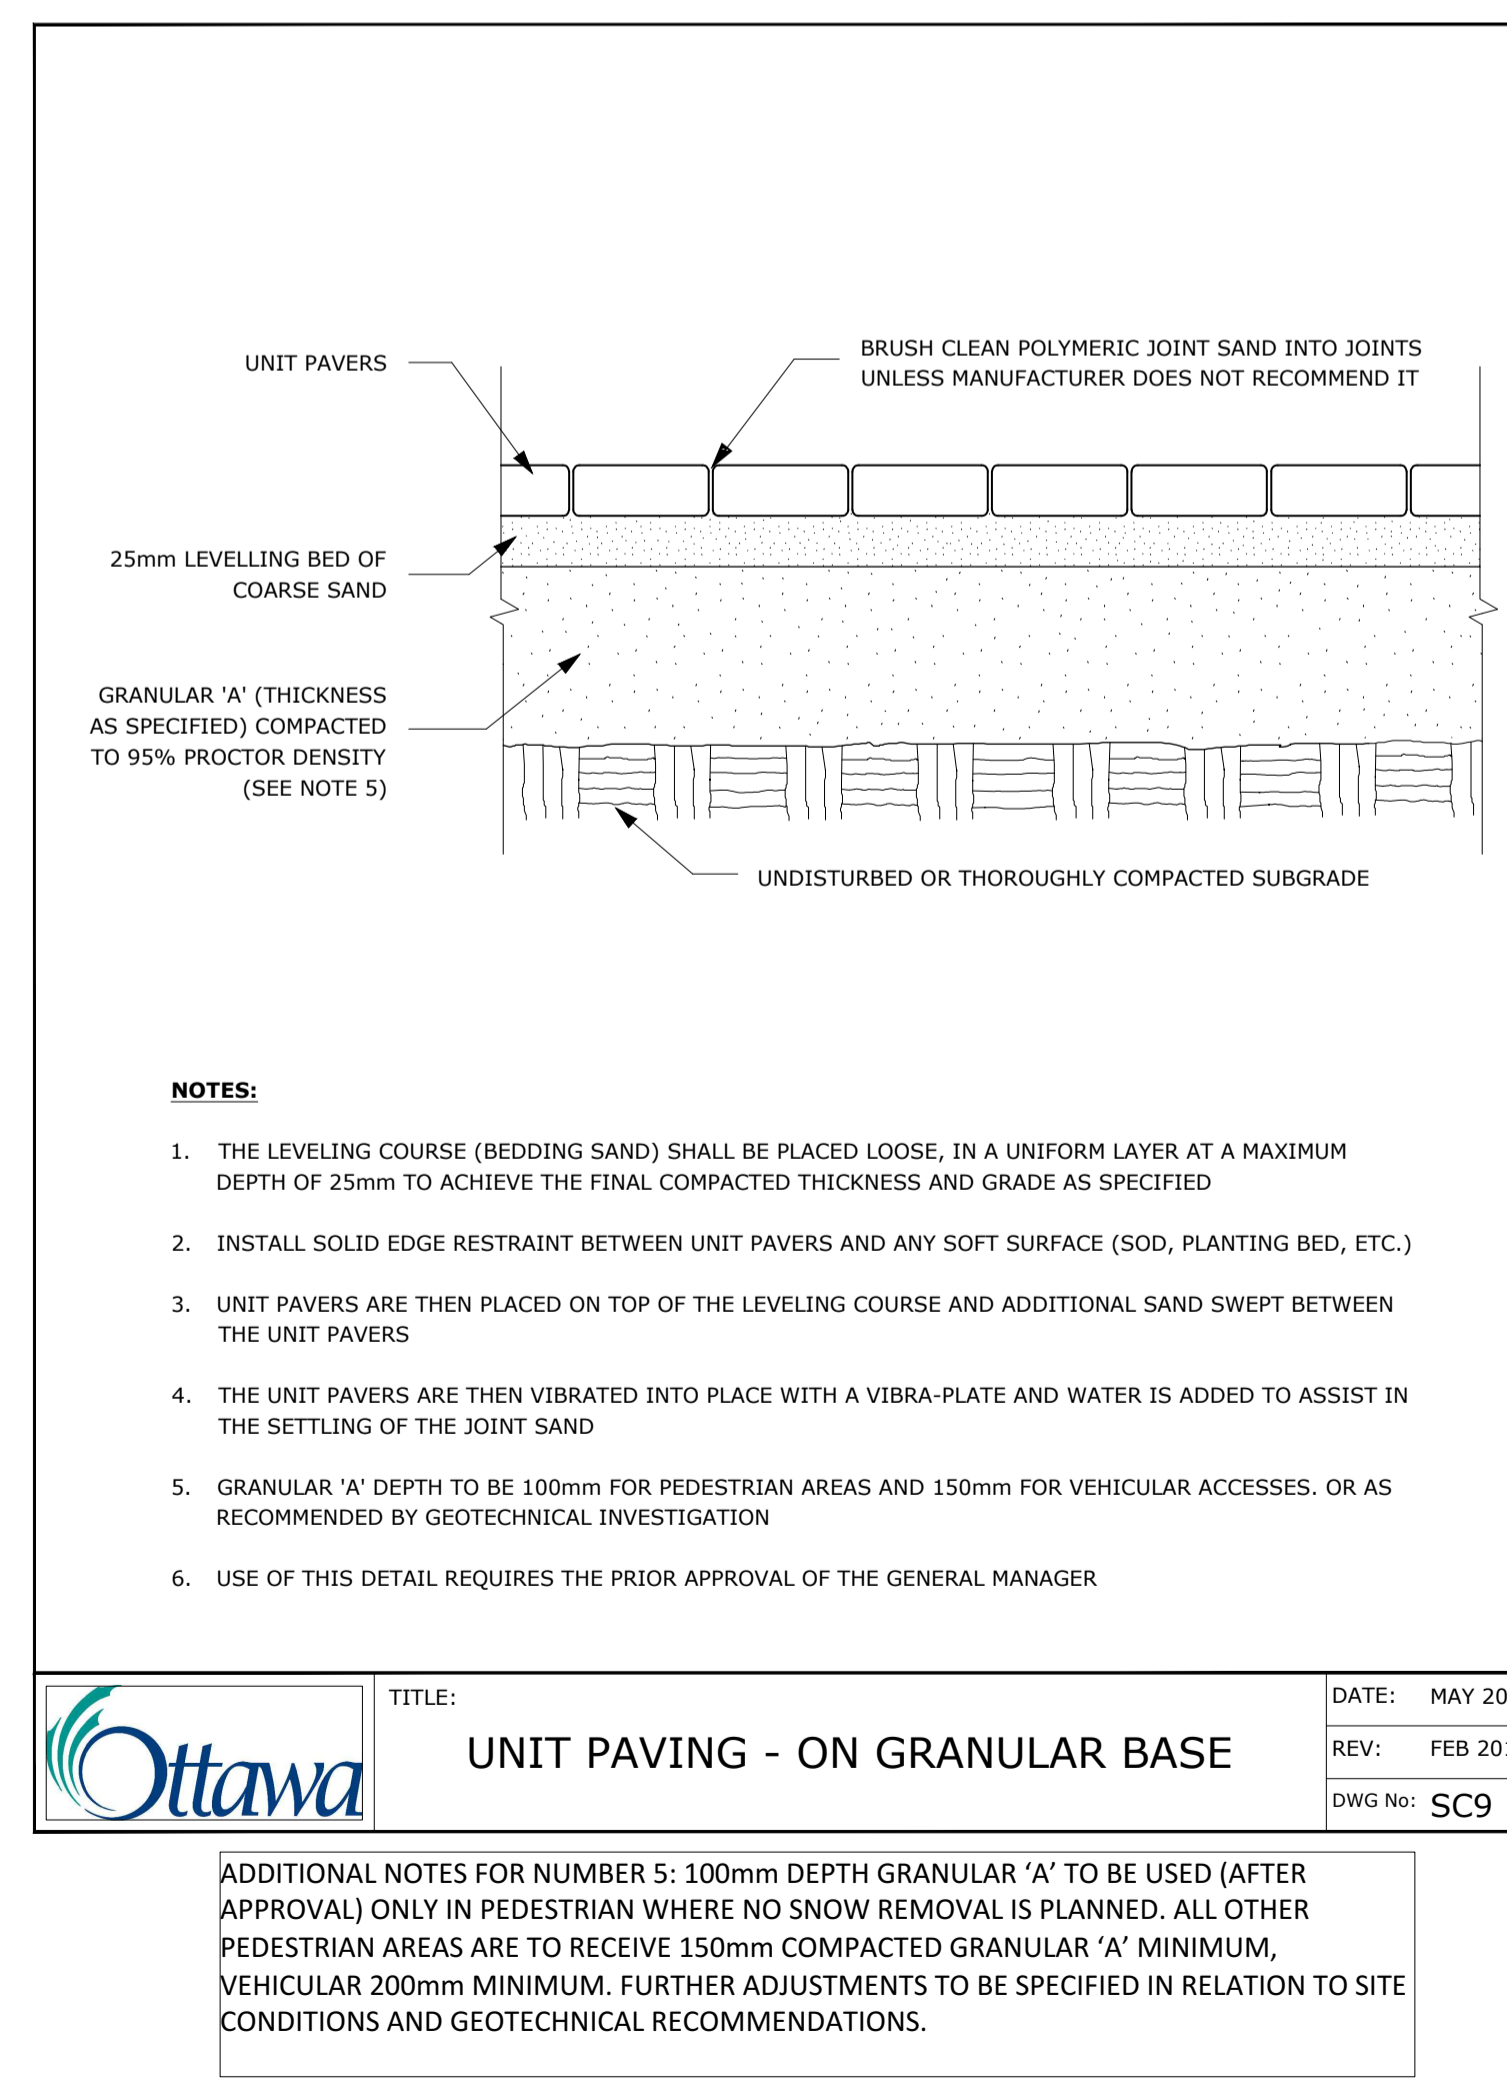 UNIT PAVERS
BRUSH CLEAN POLYMERIC JOINT SAND INTO JOINTS
UNLESS MANUFACTURER DOES NOT RECOMMEND IT
25mm LEVELLING BED OF
COARSE SAND
GRANULAR 'A' (THICKNESS
AS SPECIFIED) COMPACTED
TO 95% PROCTOR DENSITY
(SEE NOTE 5)
UNDISTURBED OR THOROUGHLY COMPACTED SUBGRADE
NOTES:
1. THE LEVELING COURSE (BEDDING SAND) SHALL BE PLACED LOOSE, IN A UNIFORM LAYER AT A MAXIMUM
DEPTH OF 25mm TO ACHIEVE THE FINAL COMPACTED THICKNESS AND GRADE AS SPECIFIED
2. INSTALL SOLID EDGE RESTRAINT BETWEEN UNIT PAVERS AND ANY SOFT SURFACE (SOD, PLANTING BED, ETC.)
3. UNIT PAVERS ARE THEN PLACED ON TOP OF THE LEVELING COURSE AND ADDITIONAL SAND SWEPT BETWEEN
THE UNIT PAVERS
4. THE UNIT PAVERS ARE THEN VIBRATED INTO PLACE WITH A VIBRA-PLATE AND WATER IS ADDED TO ASSIST IN
THE SETTLING OF THE JOINT SAND
5. GRANULAR 'A' DEPTH TO BE 100mm FOR PEDESTRIAN AREAS AND 150mm FOR VEHICULAR ACCESSES. OR AS
RECOMMENDED BY GEOTECHNICAL INVESTIGATION
6. USE OF THIS DETAIL REQUIRES THE PRIOR APPROVAL OF THE GENERAL MANAGER
Ottawa
TITLE:
UNIT PAVING - ON GRANULAR BASE
DATE: MAY
REV: FEB
DWG No: SC9
ADDITIONAL NOTES FOR NUMBER 5: 100mm DEPTH GRANULAR ‘A’ TO BE USED (AFTER
APPROVAL) ONLY IN PEDESTRIAN WHERE NO SNOW REMOVAL IS PLANNED. ALL OTHER
PEDESTRIAN AREAS ARE TO RECEIVE 150mm COMPACTED GRANULAR ‘A’ MINIMUM,
VEHICULAR 200mm MINIMUM. FURTHER ADJUSTMENTS TO BE SPECIFIED IN RELATION TO SITE
CONDITIONS AND GEOTECHNICAL RECOMMENDATIONS.